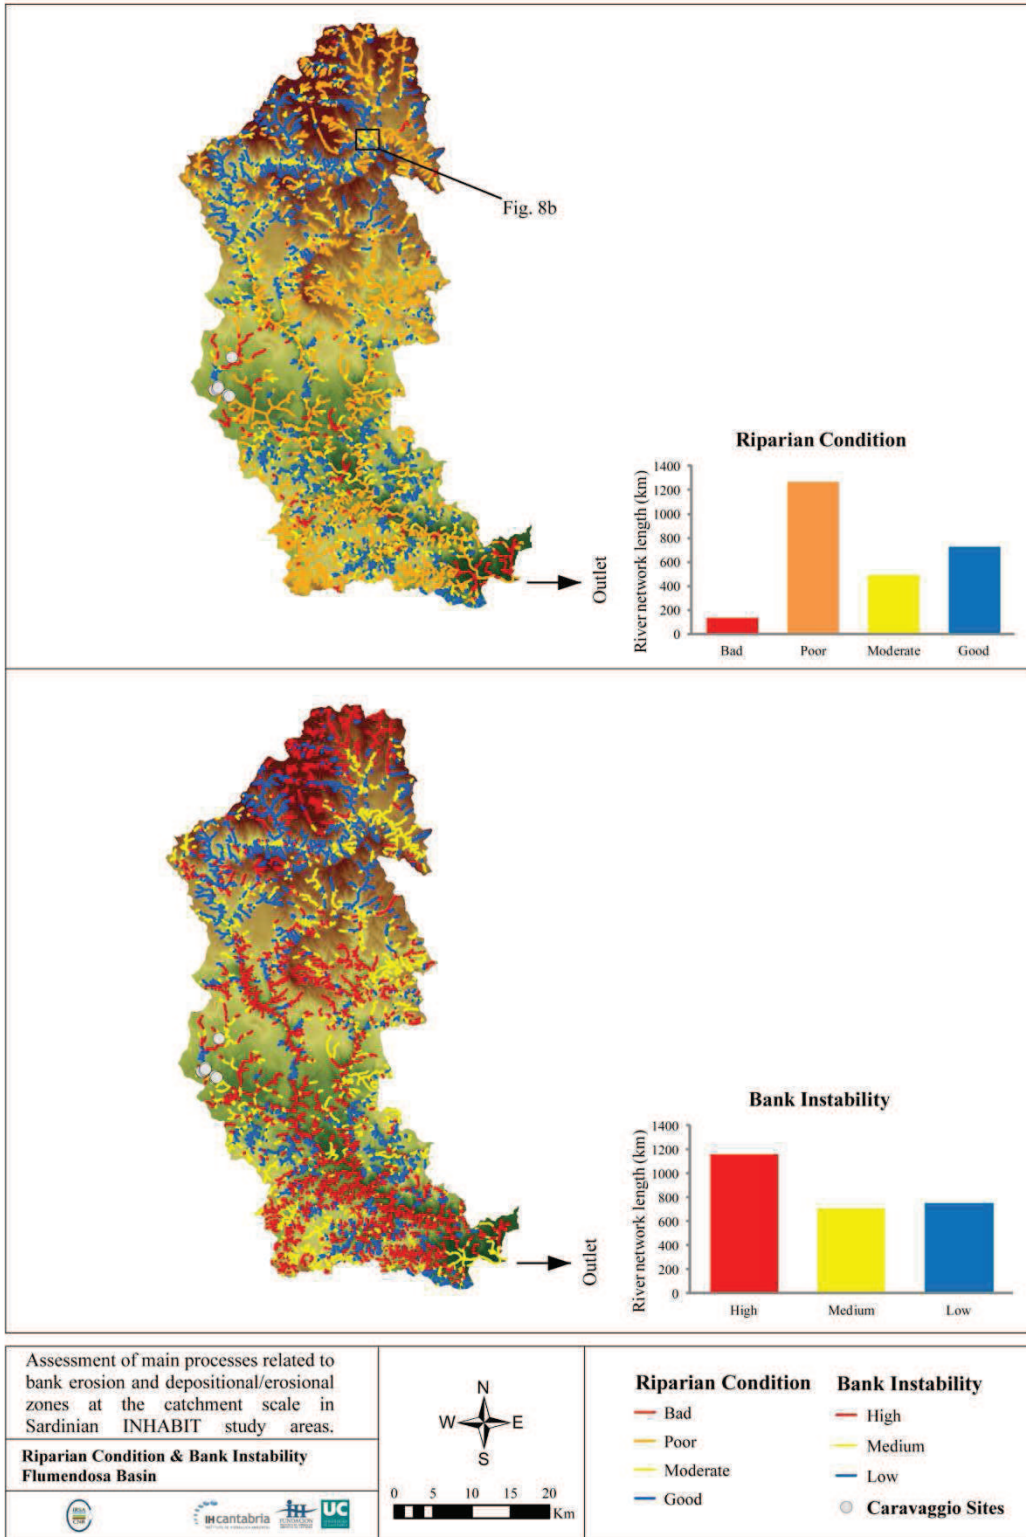 Fig. 8b
Outlet
Riparian Condition
River network length (km)
1400
1200
1000
800
600
400
200
0
Bad Poor Moderate Good
Outlet
Bank Instability
River network length (km)
1400
1200
1000
800
600
400
200
0
High Medium Low
Assessment of main processes related to
bank erosion and depositional/erosional
zones at the catchment scale in
Sardinian INHABIT study areas.
Riparian Condition & Bank Instability
Flumendosa Basin
IHcantabria
IH
FUNDACION
UC
N
W E
S
0 5 10 15 20
Km
Riparian Condition
Bad
Poor
Moderate
Good
Bank Instability
High
Medium
Low
Caravaggio Sites